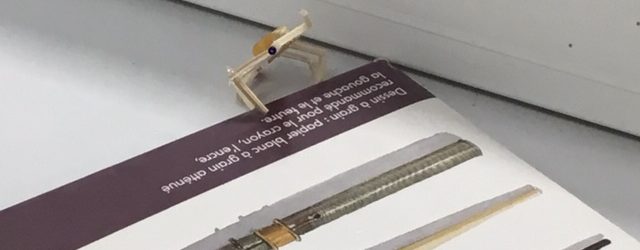 Dessin à grain : papier blanc à grain atténué
recommandé pour le crayon, l'encre,
la gouache et le feutre.